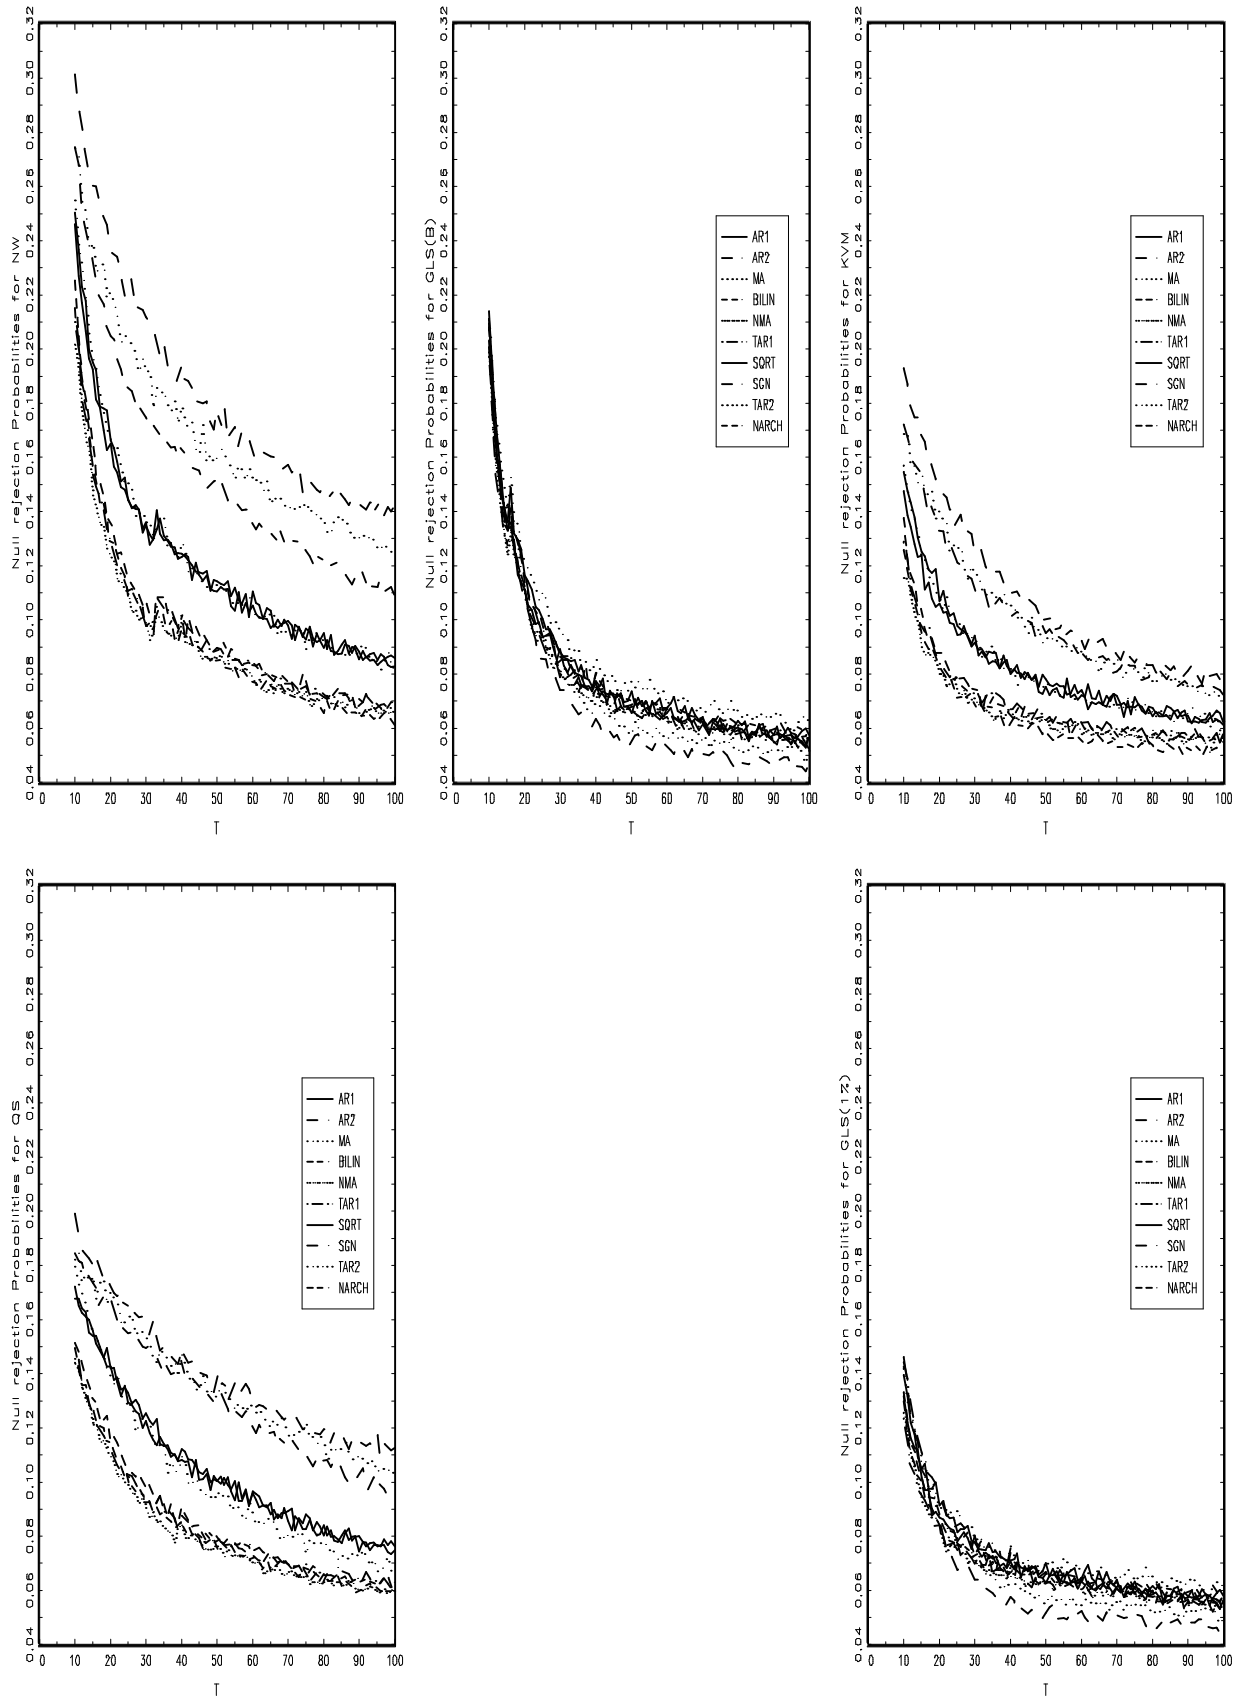 Null rejection Probabilities for NW
0.04 0.06 0.08 0.10 0.12 0.14 0.16 0.18 0.20 0.22 0.24 0.26 0.28 0.30 0.32
0 10 20 30 40 50 60 70 80 90 100
T
Null rejection Probabilities for GLS(B)
0.04 0.06 0.08 0.10 0.12 0.14 0.16 0.18 0.20 0.22 0.24 0.26 0.28 0.30 0.32
AR1
AR2
MA
BILIN
NMA
TAR1
SQRT
SGN
TAR2
NARCH
0 10 20 30 40 50 60 70 80 90 100
T
Null rejection Probabilities for KVM
0.04 0.06 0.08 0.10 0.12 0.14 0.16 0.18 0.20 0.22 0.24 0.26 0.28 0.30 0.32
AR1
AR2
MA
BILIN
NMA
TAR1
SQRT
SGN
TAR2
NARCH
0 10 20 30 40 50 60 70 80 90 100
T
Null rejection Probabilities for QS
0.04 0.06 0.08 0.10 0.12 0.14 0.16 0.18 0.20 0.22 0.24 0.26 0.28 0.30 0.32
AR1
AR2
MA
BILIN
NMA
TAR1
SQRT
SGN
TAR2
NARCH
0 10 20 30 40 50 60 70 80 90 100
T
Null rejection Probabilities for GLS(1%)
0.04 0.06 0.08 0.10 0.12 0.14 0.16 0.18 0.20 0.22 0.24 0.26 0.28 0.30 0.32
AR1
AR2
MA
BILIN
NMA
TAR1
SQRT
SGN
TAR2
NARCH
0 10 20 30 40 50 60 70 80 90 100
T